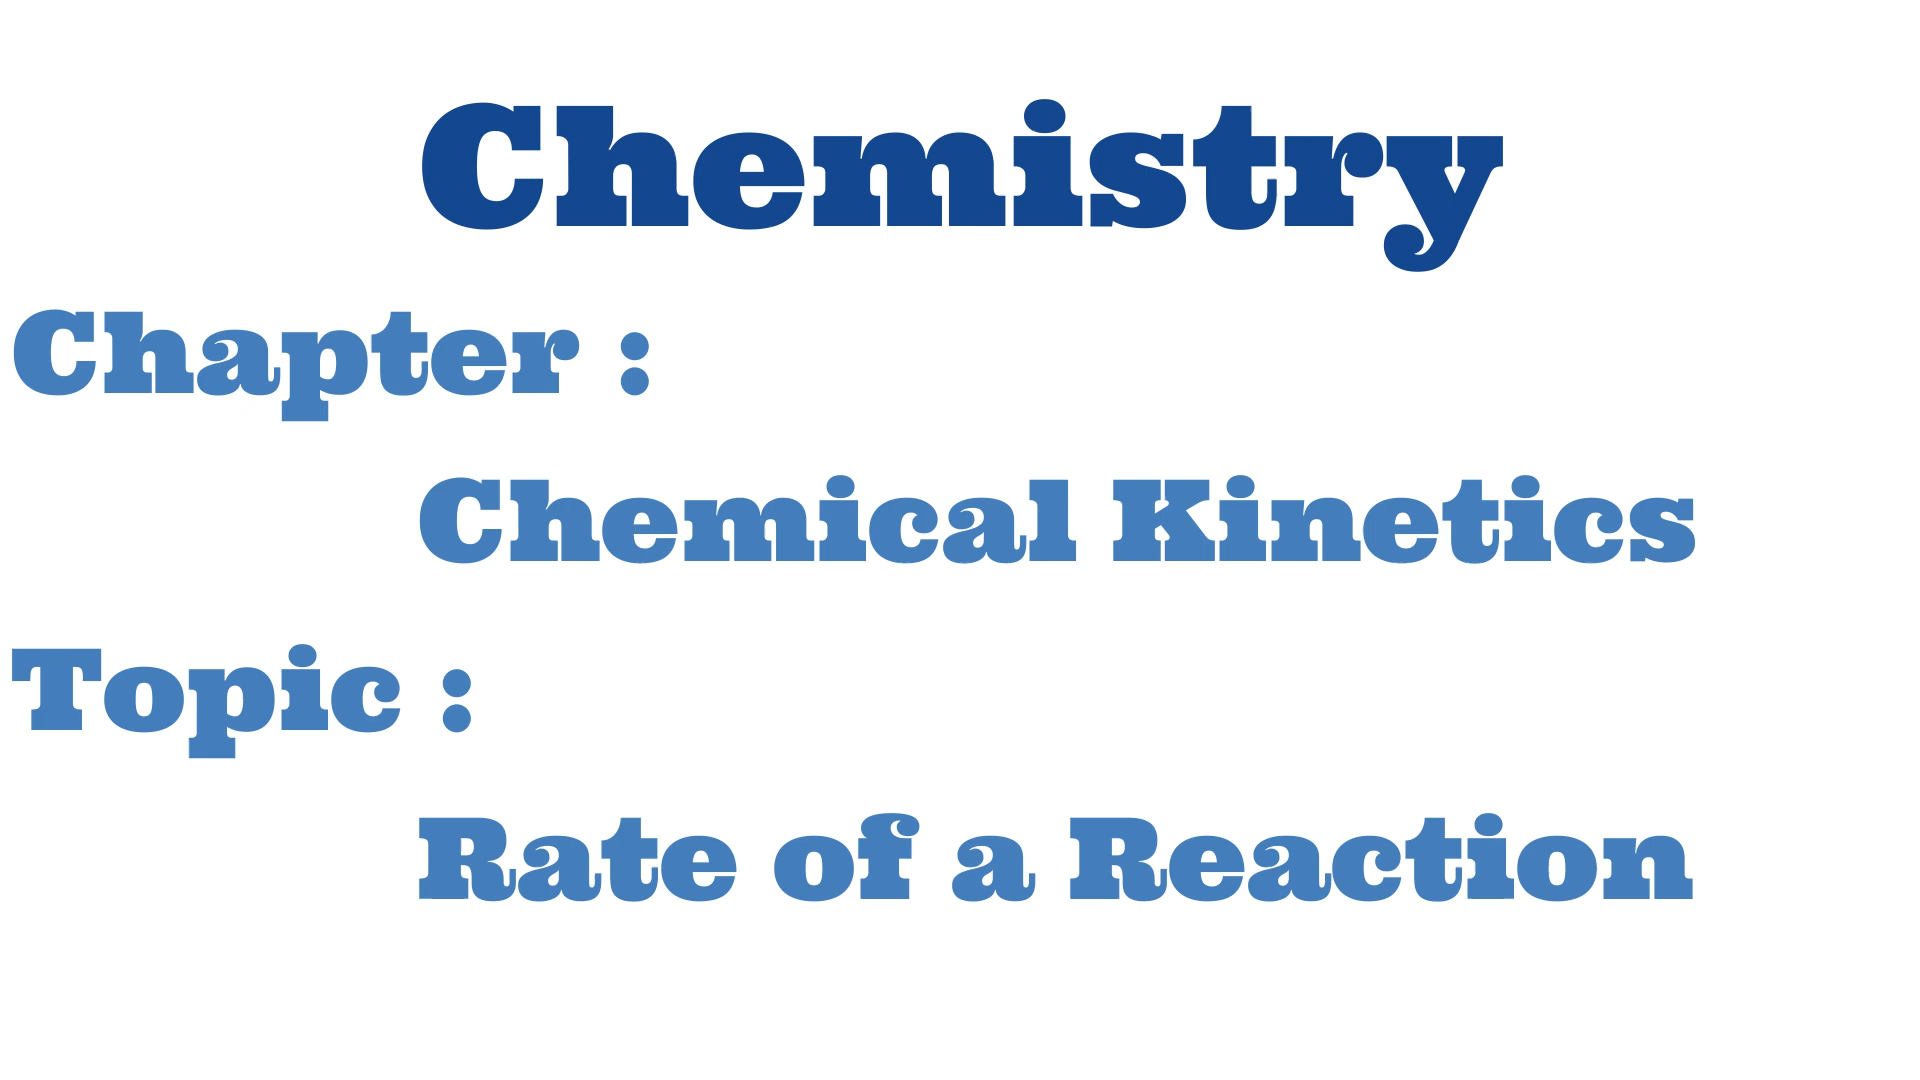 Chemistry
Chapter :
Chemical Kinetics
Topic :
Rate of a Reaction